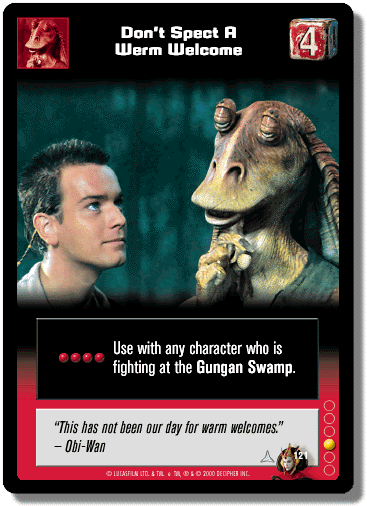 Don't Spect A
Werm Welcome
4
Use with any character who is
fighting at the Gungan Swamp.
“This has not been our day for warm welcomes.”
– Obi-Wan
121
© LUCASFILM LTD. & TM. ® & © 2000 DECIPHER INC.